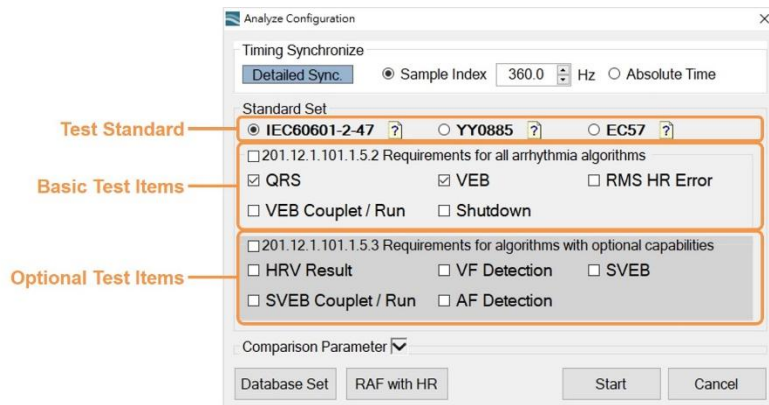 Analyze Configuration
Timing Synchronize
Detailed Sync. Sample Index 360.0 Hz Absolute Time
Standard Set
Test Standard IEC60601-2-47 ? YY0885 ? EC57 ?
201.12.1.101.1.5.2 Requirements for all arrhythmia algorithms
QRS VEB RMS HR Error
Basic Test Items
VEB Couplet / Run Shutdown
201.12.1.101.1.5.3 Requirements for algorithms with optional capabilities
HRV Result VF Detection SVEB
Optional Test Items
SVEB Couplet / Run AF Detection
Comparison Parameter
Database Set RAF with HR Start Cancel